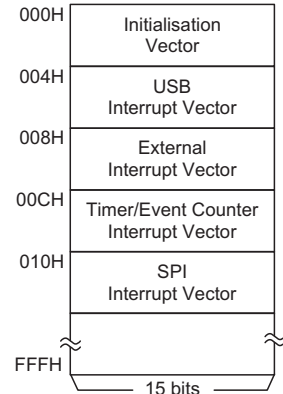 000H
Initialisation
Vector
004H
USB
Interrupt Vector
008H
External
Interrupt Vector
00CH
Timer/Event Counter
Interrupt Vector
010H
SPI
Interrupt Vector
FFFH
15 bits